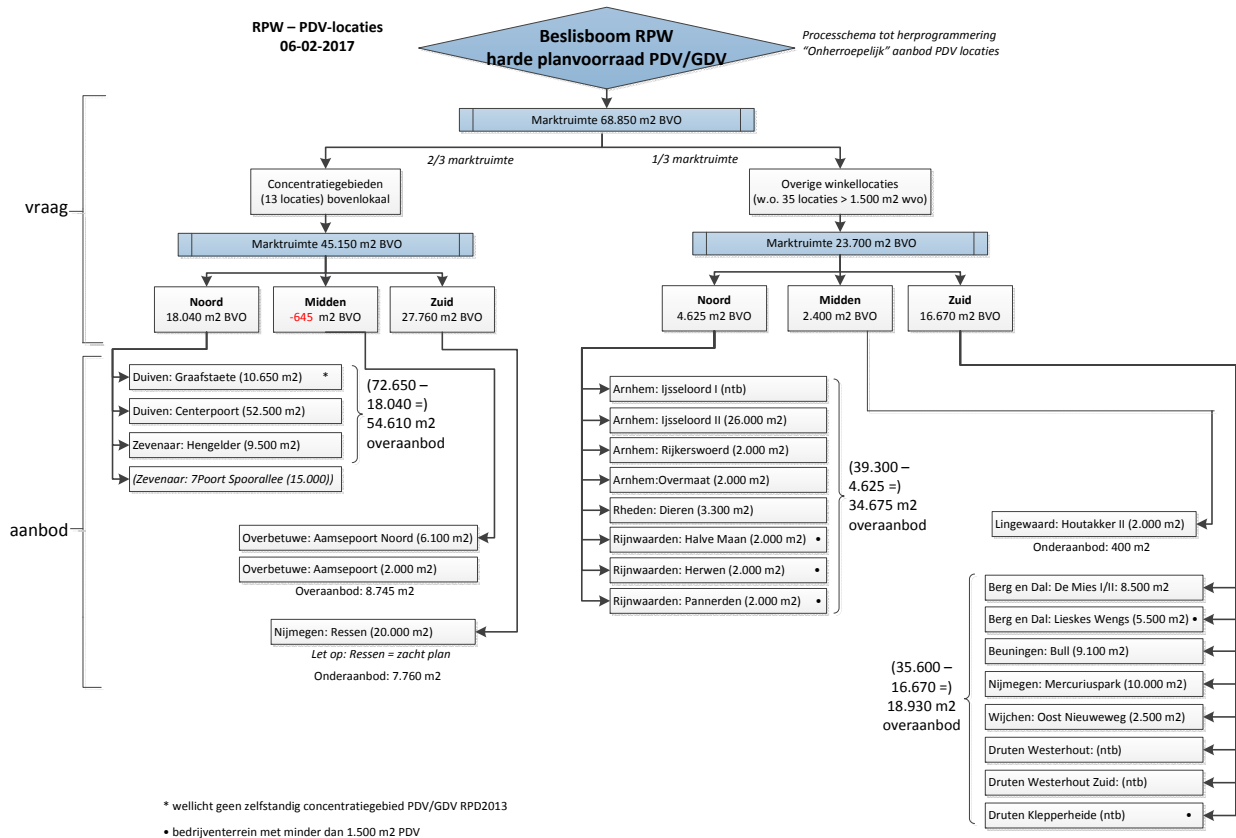 RPW – PDV-locaties
06-02-2017
Beslisboom RPW
harde planvoorraad PDV/GDV
Processchema tot herprogrammering
“Onherroepelijk” aanbod PDV locaties
Marktruimte 68.850 m2 BVO
2/3 marktruimte
1/3 marktruimte
vraag
Concentratiegebieden
(13 locaties) bovenlokaal
Overige winkellocaties
(w.o. 35 locaties > 1.500 m2 wvo)
Marktruimte 45.150 m2 BVO
Marktruimte 23.700 m2 BVO
Noord
18.040 m2 BVO
Midden
-645 m2 BVO
Zuid
27.760 m2 BVO
Noord
4.625 m2 BVO
Midden
2.400 m2 BVO
Zuid
16.670 m2 BVO
aanbod
Duiven: Graafstaete (10.650 m2) *
Duiven: Centerpoort (52.500 m2)
Zevenaar: Hengelder (9.500 m2)
(Zevenaar: 7Poort Spoorallee (15.000))
(72.650 –
18.040 =)
54.610 m2
overaanbod
Overbetuwe: Aamsepoort Noord (6.100 m2)
Overbetuwe: Aamsepoort (2.000 m2)
Overaanbod: 8.745 m2
Nijmegen: Ressen (20.000 m2)
Let op: Ressen = zacht plan
Onderaanbod: 7.760 m2
Arnhem: Ijsseloord I (ntb)
Arnhem: Ijsseloord II (26.000 m2)
Arnhem: Rijkerswoerd (2.000 m2)
Arnhem:Overmaat (2.000 m2)
Rheden: Dieren (3.300 m2)
Rijnwaarden: Halve Maan (2.000 m2) •
Rijnwaarden: Herwen (2.000 m2) •
Rijnwaarden: Pannerden (2.000 m2) •
(39.300 –
4.625 =)
34.675 m2
overaanbod
Lingewaard: Houtakker II (2.000 m2)
Onderaanbod: 400 m2
Berg en Dal: De Mies I/II: 8.500 m2
Berg en Dal: Lieskes Wengs (5.500 m2) •
Beuningen: Bull (9.100 m2)
Nijmegen: Mercuriuspark (10.000 m2)
Wijchen: Oost Nieuweweg (2.500 m2)
Druten Westerhout: (ntb)
Druten Westerhout Zuid: (ntb)
Druten Klepperheide (ntb) •
(35.600 –
16.670 =)
18.930 m2
overaanbod
* wellicht geen zelfstandig concentratiegebied PDV/GDV RPD2013
• bedrijventerrein met minder dan 1.500 m2 PDV